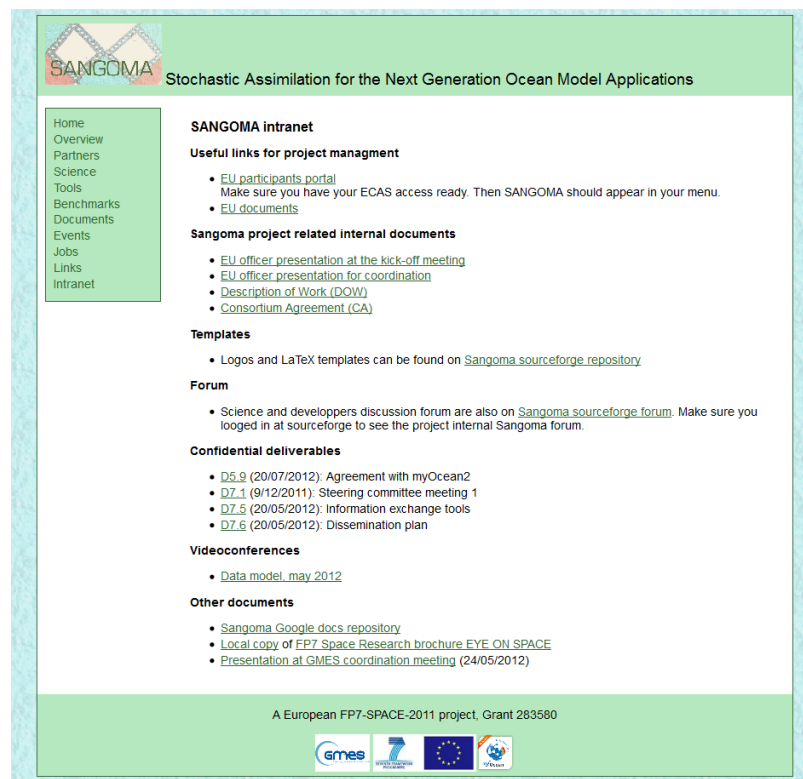 SANGOMA
Stochastic Assimilation for the Next Generation Ocean Model Applications
Home
Overview
Partners
Science
Tools
Benchmarks
Documents
Events
Jobs
Links
Intranet
SANGOMA intranet
Useful links for project managment
EU participants portal
Make sure you have your ECAS access ready. Then SANGOMA should appear in your menu.
EU documents
Sangoma project related internal documents
EU officer presentation at the kick-off meeting
EU officer presentation for coordination
Description of Work (DOW)
Consortium Agreement (CA)
Templates
Logos and LaTeX templates can be found on Sangoma sourceforge repository
Forum
Science and developpers discussion forum are also on Sangoma sourceforge forum. Make sure you
looged in at sourceforge to see the project internal Sangoma forum.
Confidential deliverables
D5.9 (20/07/2012): Agreement with myOcean2
D7.1 (9/12/2011): Steering committee meeting 1
D7.5 (20/05/2012): Information exchange tools
D7.6 (20/05/2012): Dissemination plan
Videoconferences
Data model, may 2012
Other documents
Sangoma Google docs repository
Local copy of FP7 Space Research brochure EYE ON SPACE
Presentation at GMES coordination meeting (24/05/2012)
A European FP7-SPACE-2011 project, Grant 283580
Gmes
SEVENTH FRAMEWORK
PROGRAMME